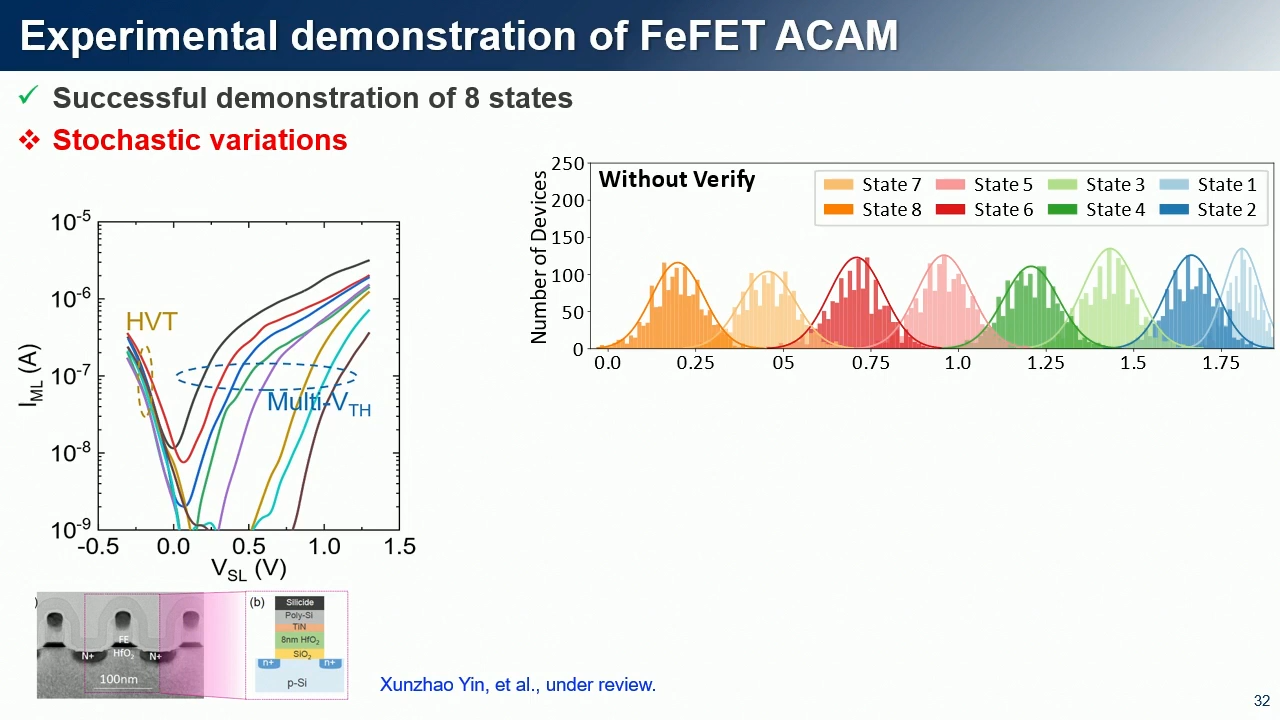 Experimental demonstration of FeFET ACAM
✓ Successful demonstration of 8 states
❖ Stochastic variations
10-5
10-6
10-7
10-8
10-9
IML (A)
HVT
Multi-VTH
-0.5 0.0 0.5 1.0 1.5
VSL (V)
Number of Devices
250
200
150
100
50
0
Without Verify
State 7 State 5 State 3 State 1
State 8 State 6 State 4 State 2
0.0 0.25 05 0.75 1.0 1.25 1.5 1.75
)
FE
HfO2
N+ N+
100nm
(b)
Silicide
Poly-Si
TiN
8nm HfO2
SiO2
n+ n+
p-Si
Xunzhao Yin, et al., under review.
32